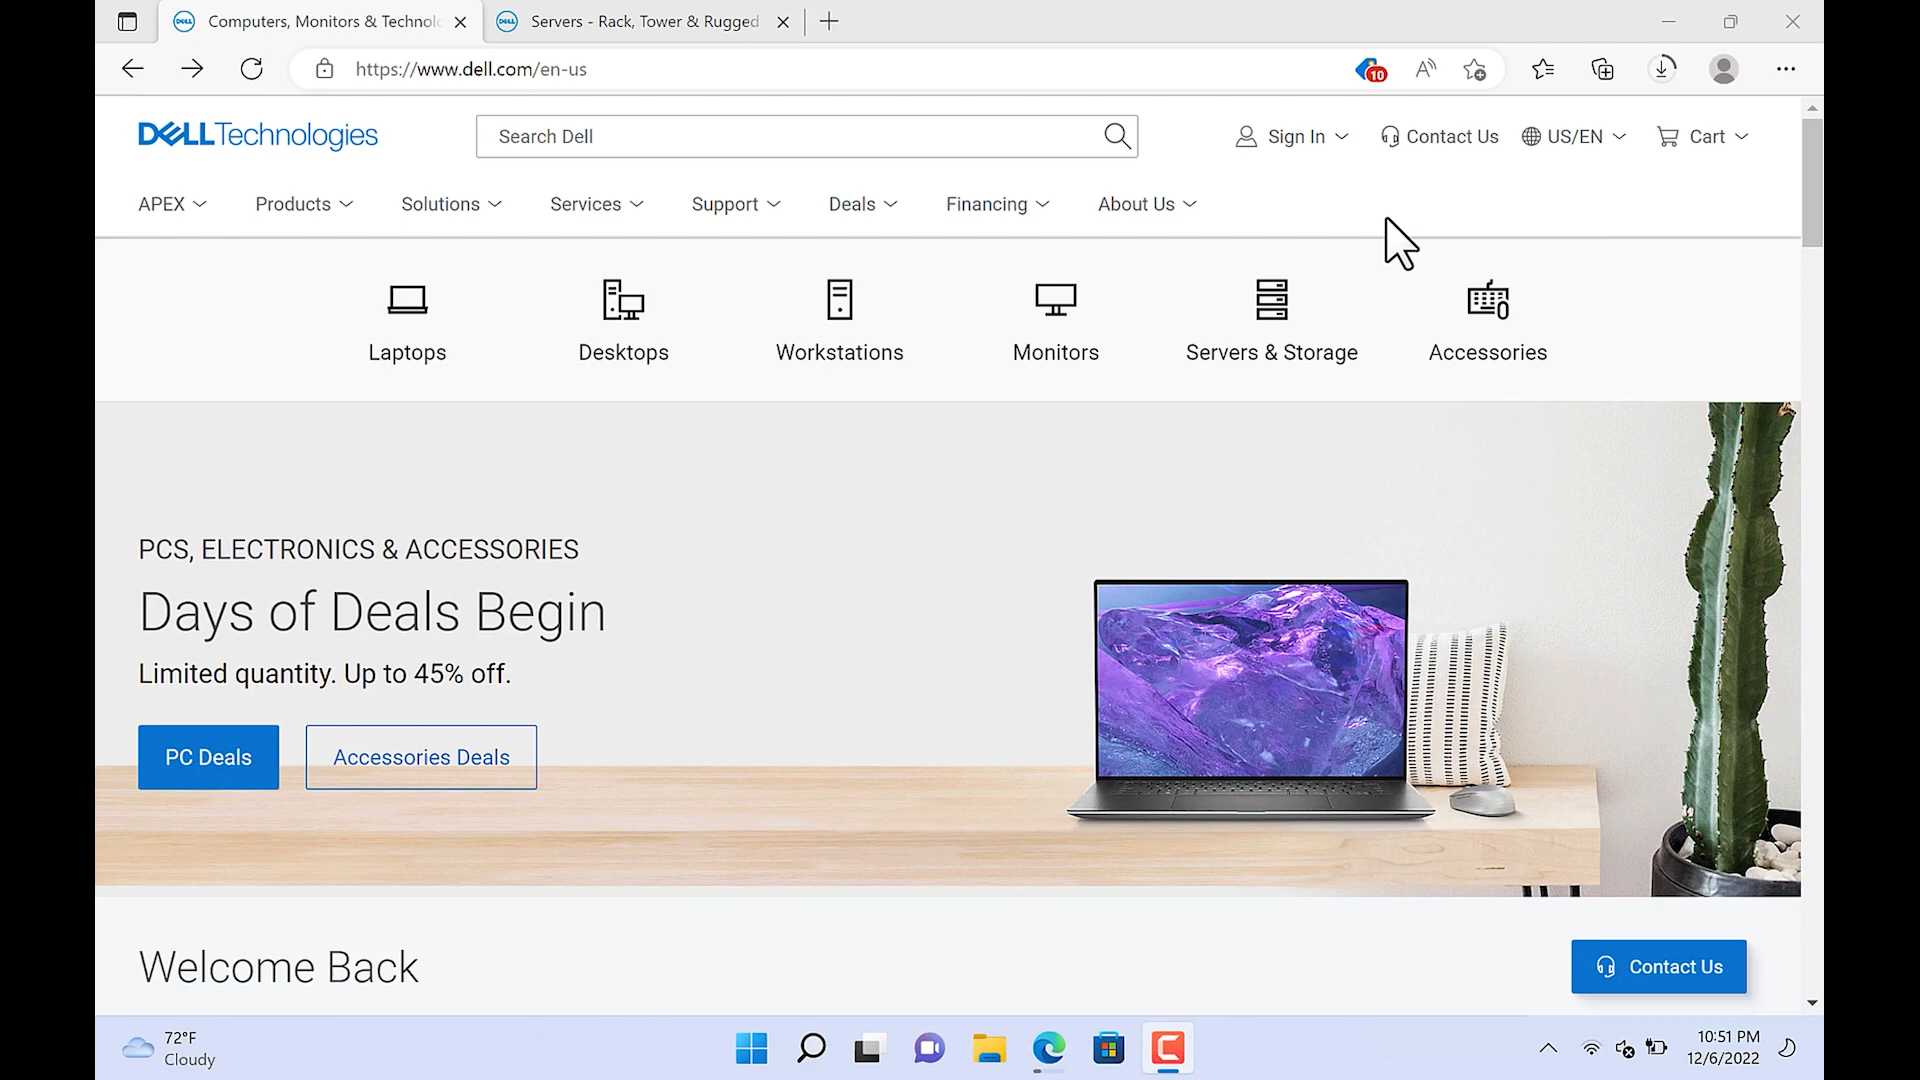 Computers, Monitors & Technolo
Servers - Rack, Tower & Rugged
https://www.dell.com/en-us
10
DELLTechnologies
Search Dell
Sign In
Contact Us
US/EN
Cart
APEX
Products
Solutions
Services
Support
Deals
Financing
About Us
Laptops
Desktops
Workstations
Monitors
Servers & Storage
Accessories
PCS, ELECTRONICS & ACCESSORIES
Days of Deals Begin
Limited quantity. Up to 45% off.
PC Deals
Accessories Deals
Welcome Back
Contact Us
72°F
Cloudy
10:51 PM
12/6/2022